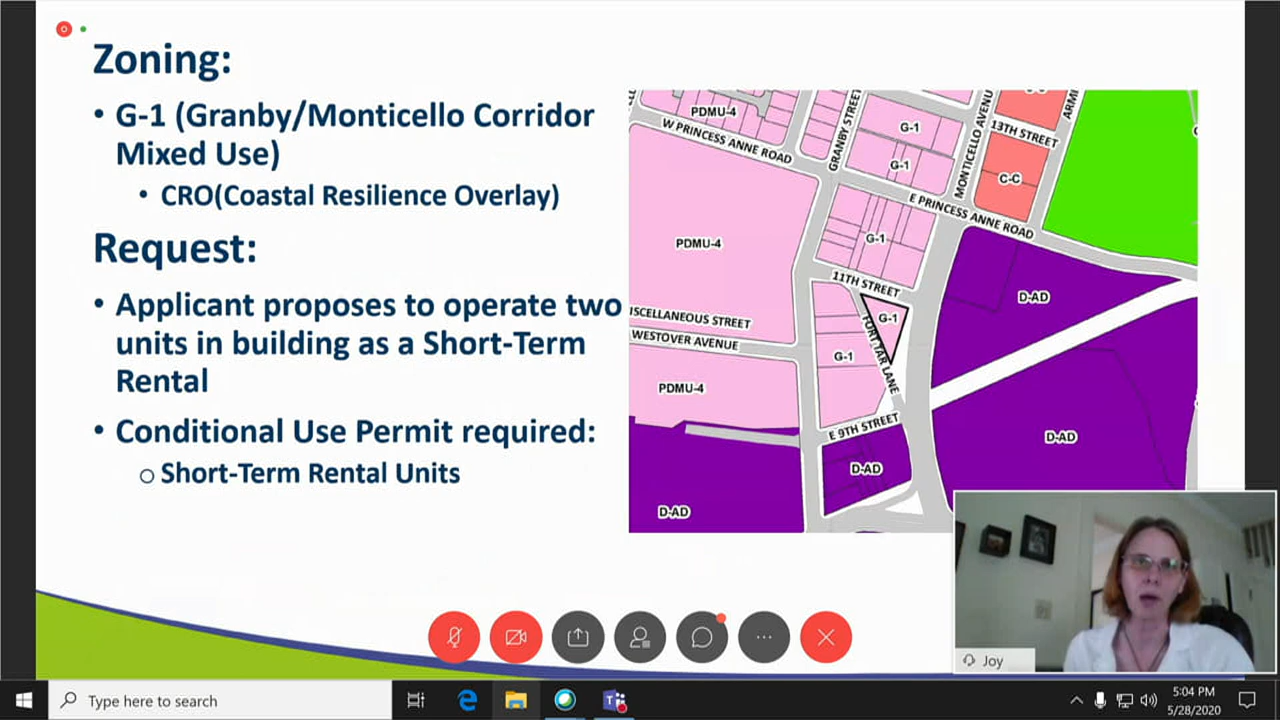 Zoning:
• G-1 (Granby/Monticello Corridor
Mixed Use)
• CRO(Coastal Resilience Overlay)
Request:
• Applicant proposes to operate two
units in building as a Short-Term
Rental
• Conditional Use Permit required:
○ Short-Term Rental Units
PDMU-4
W PRINCESS ANNE ROAD
GRANBY STREET
G-1
G-1
MONTICELLO AVENU
13TH STREET
C-C
E PRINCESS ANNE ROAD
PDMU-4
G-1
11TH STREET
D-AD
G-1
FORT TAR LANE
ISCELLANEOUS STREET
WESTOVER AVENUE
G-1
PDMU-4
E 9TH STREET
D-AD
D-AD
D-AD
Joy
Type here to search
5:04 PM
5/28/2020